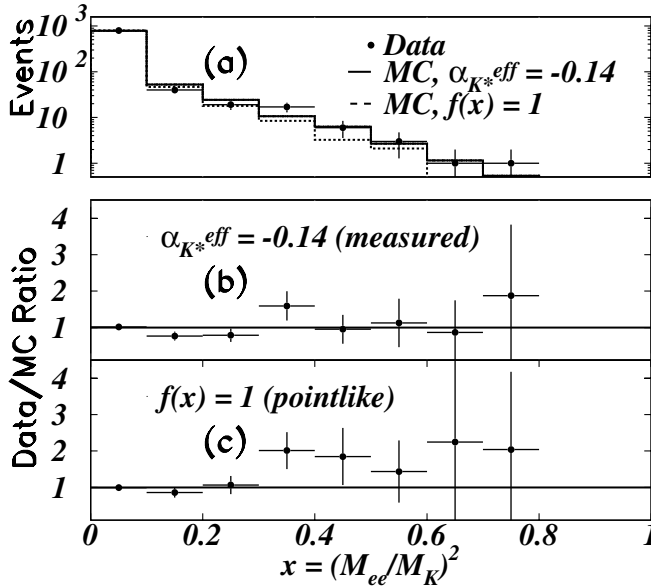 Events
10³
10²
10
1
(a)
Data
MC, α_K*^eff = -0.14
MC, f(x) = 1
Data/MC Ratio
4
3
2
1
α_K*^eff = -0.14 (measured)
(b)
4
3
2
1
f(x) = 1 (pointlike)
(c)
0 0.2 0.4 0.6 0.8 1
x = (M_ee/M_K)²